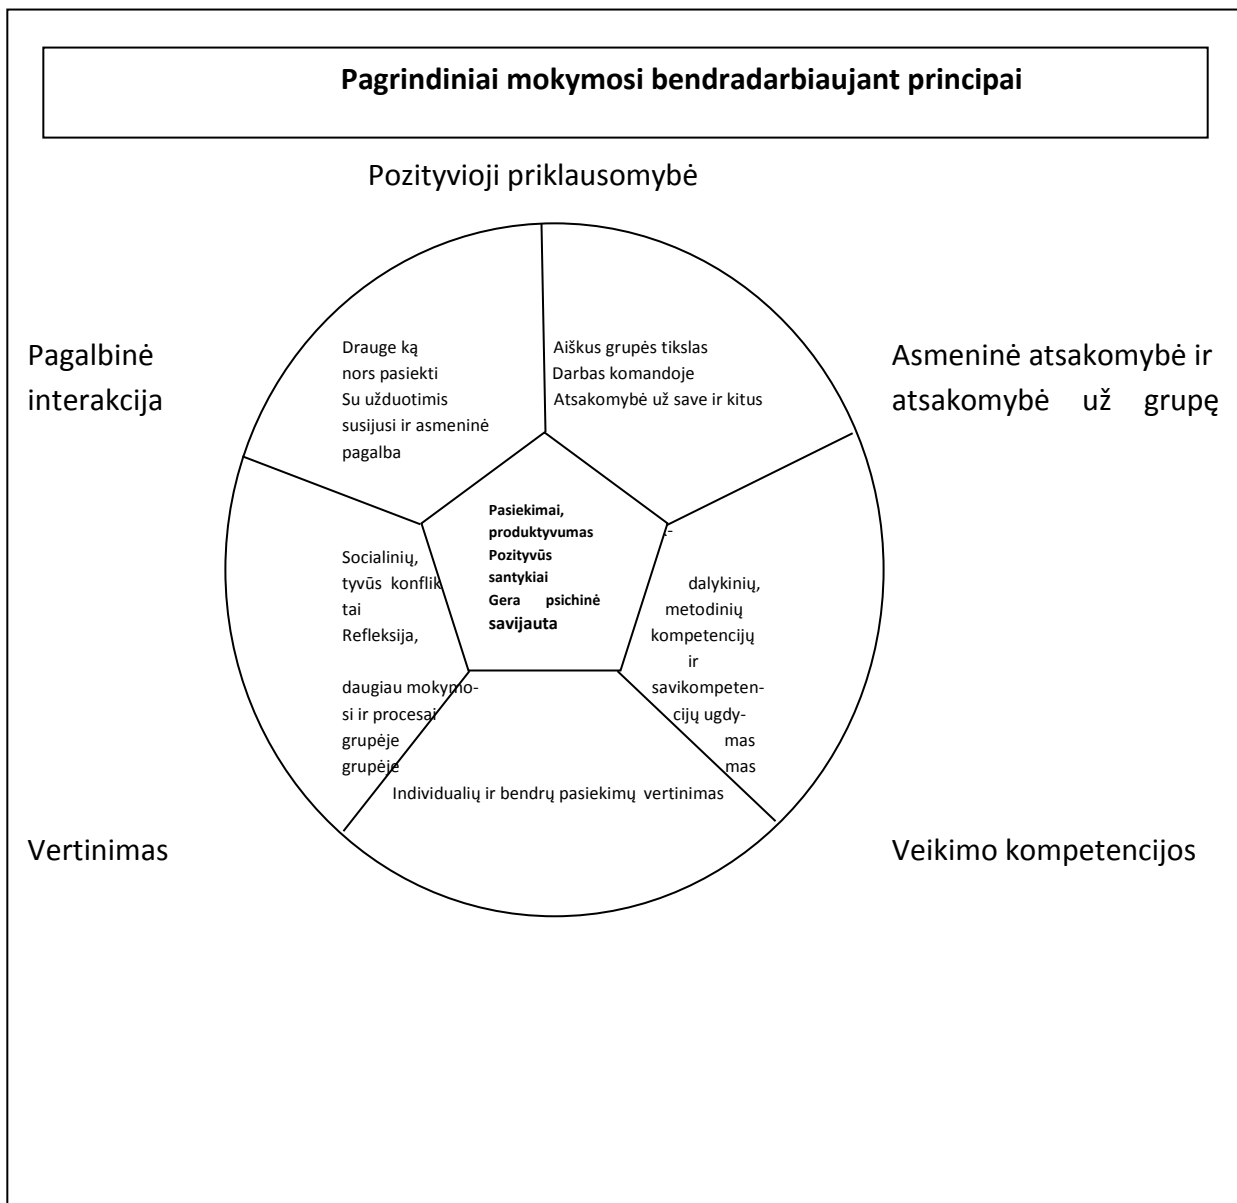 Pagrindiniai mokymosi bendradarbiaujant principai
Pozityvioji priklausomybė
Pagalbinė
interakcija
Drauge ką
nors pasiekti
Su užduotimis
susijusi ir asmeninė
pagalba
Aiškus grupės tikslas
Darbas komandoje
Atsakomybė už save ir kitus
Asmeninė atsakomybė ir
atsakomybė už grupę
Pasiekimai,
produktyvumas
Pozityvūs
santykiai
Gera psichinė
savijauta
Socialinių,
tyvūs konflik
tai
Refleksija,
daugiau mokymo-
si ir procesai
grupėje
grupėje
dalykinių,
metodinių
kompetencijų
ir
savikompeten-
cijų ugdy-
mas
mas
Individualių ir bendrų pasiekimų vertinimas
Vertinimas
Veikimo kompetencijos